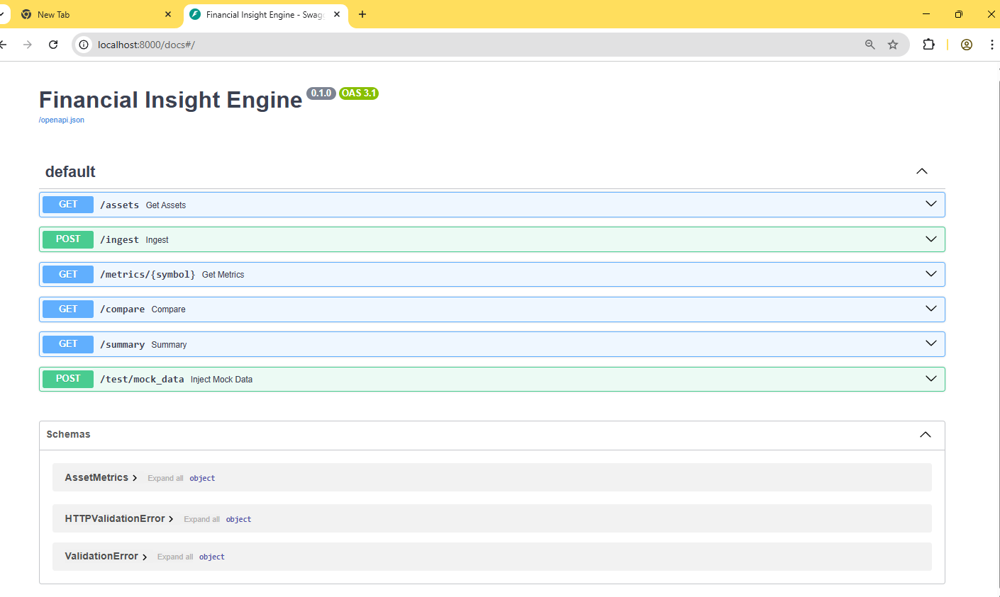 New Tab
Financial Insight Engine - Swag
localhost:8000/docs#/
Financial Insight Engine 0.1.0 OAS 3.1
/openapi.json
default
GET /assets Get Assets
POST /ingest Ingest
GET /metrics/{symbol} Get Metrics
GET /compare Compare
GET /summary Summary
POST /test/mock_data Inject Mock Data
Schemas
AssetMetrics Expand all object
HTTPValidationError Expand all object
ValidationError Expand all object